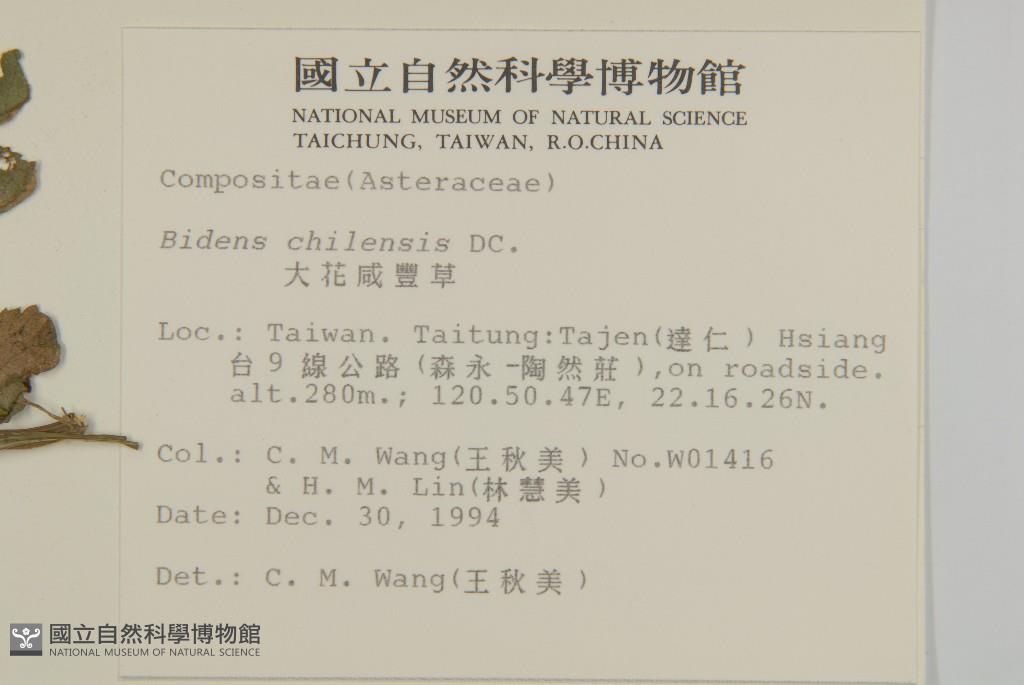 國立自然科學博物館
NATIONAL MUSEUM OF NATURAL SCIENCE
TAICHUNG, TAIWAN, R.O.CHINA
Compositae(Asteraceae)
Bidens chilensis DC.
大花咸豐草
Loc.: Taiwan. Taitung:Tajen(達仁) Hsiang
台9線公路(森永-陶然莊),on roadside.
alt.280m.; 120.50.47E, 22.16.26N.
Col.: C. M. Wang(王秋美) No.W01416
& H. M. Lin(林慧美)
Date: Dec. 30, 1994
Det.: C. M. Wang(王秋美)
國立自然科學博物館
NATIONAL MUSEUM OF NATURAL SCIENCE